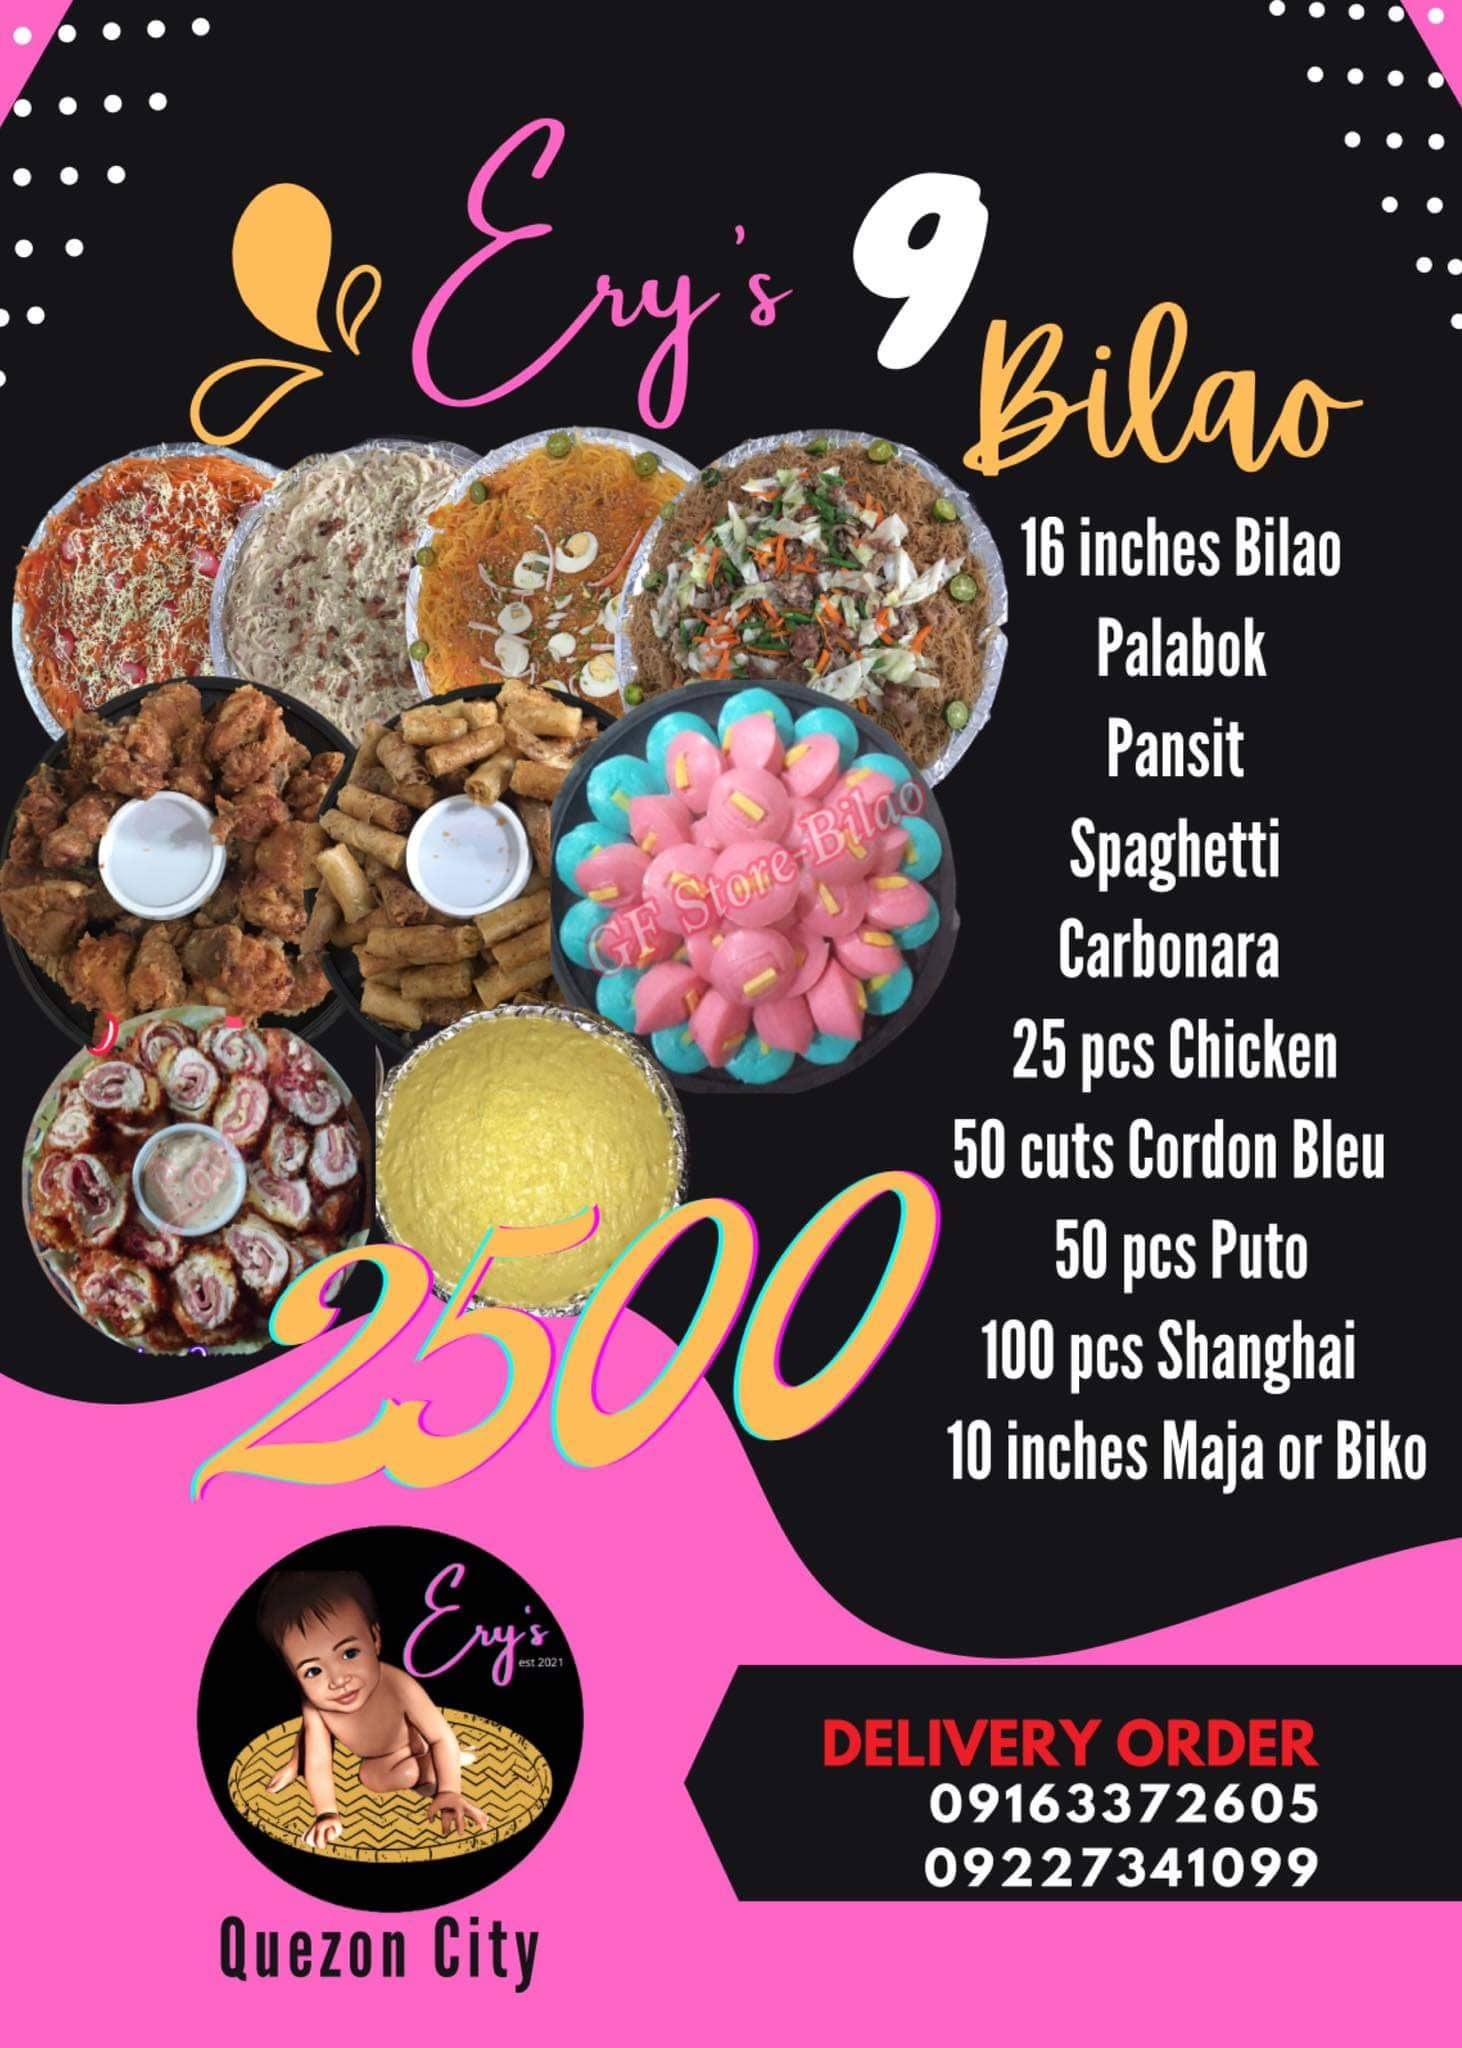 Ery's 9
Bilao
16 inches Bilao
Palabok
Pansit
Spaghetti
Carbonara
25 pcs Chicken
50 cuts Cordon Bleu
50 pcs Puto
100 pcs Shanghai
10 inches Maja or Biko
GF Store-Bilao
2500
Ery's
est 2021
DELIVERY ORDER
09163372605
09227341099
Quezon City